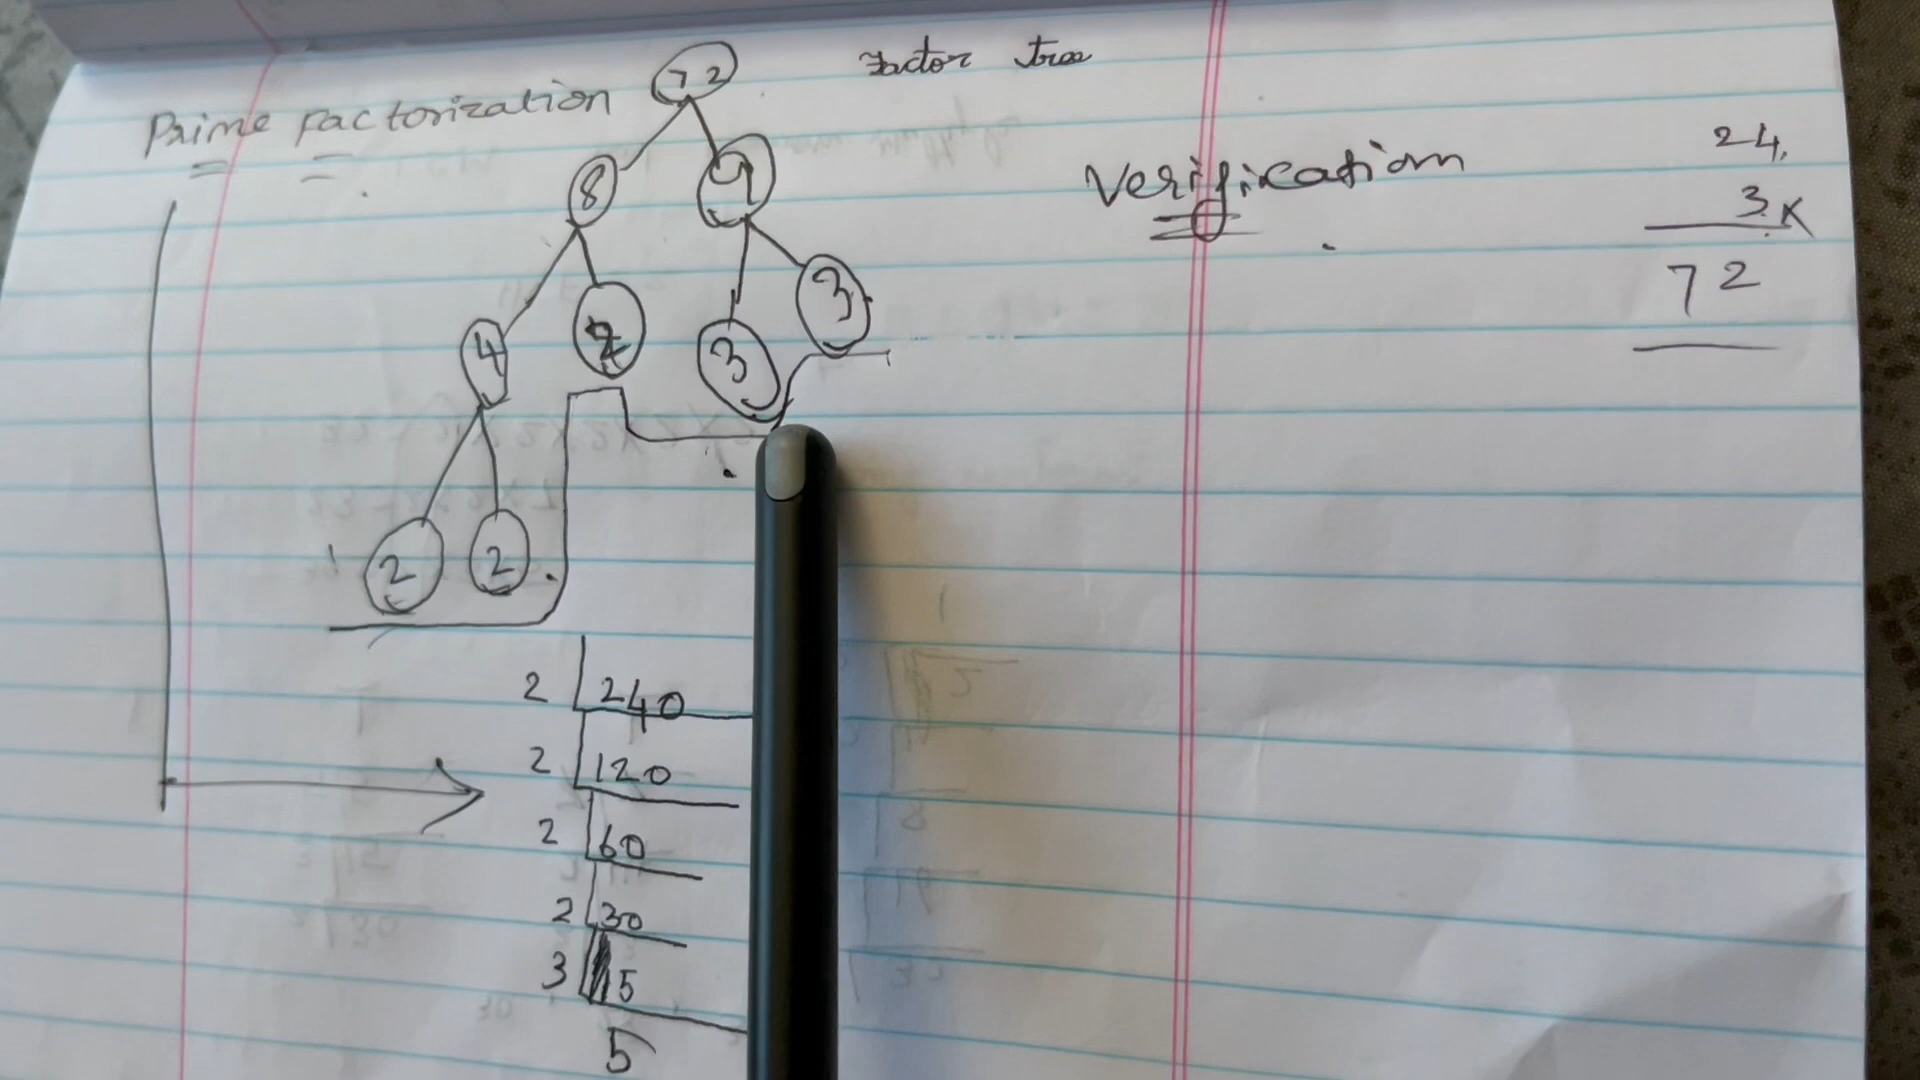 Prime Factorization
72
8 9
4 2 3 3
2 2
Factor tree
Verification
24
3 x
72
2 240
2 120
2 60
2 30
3 15
5